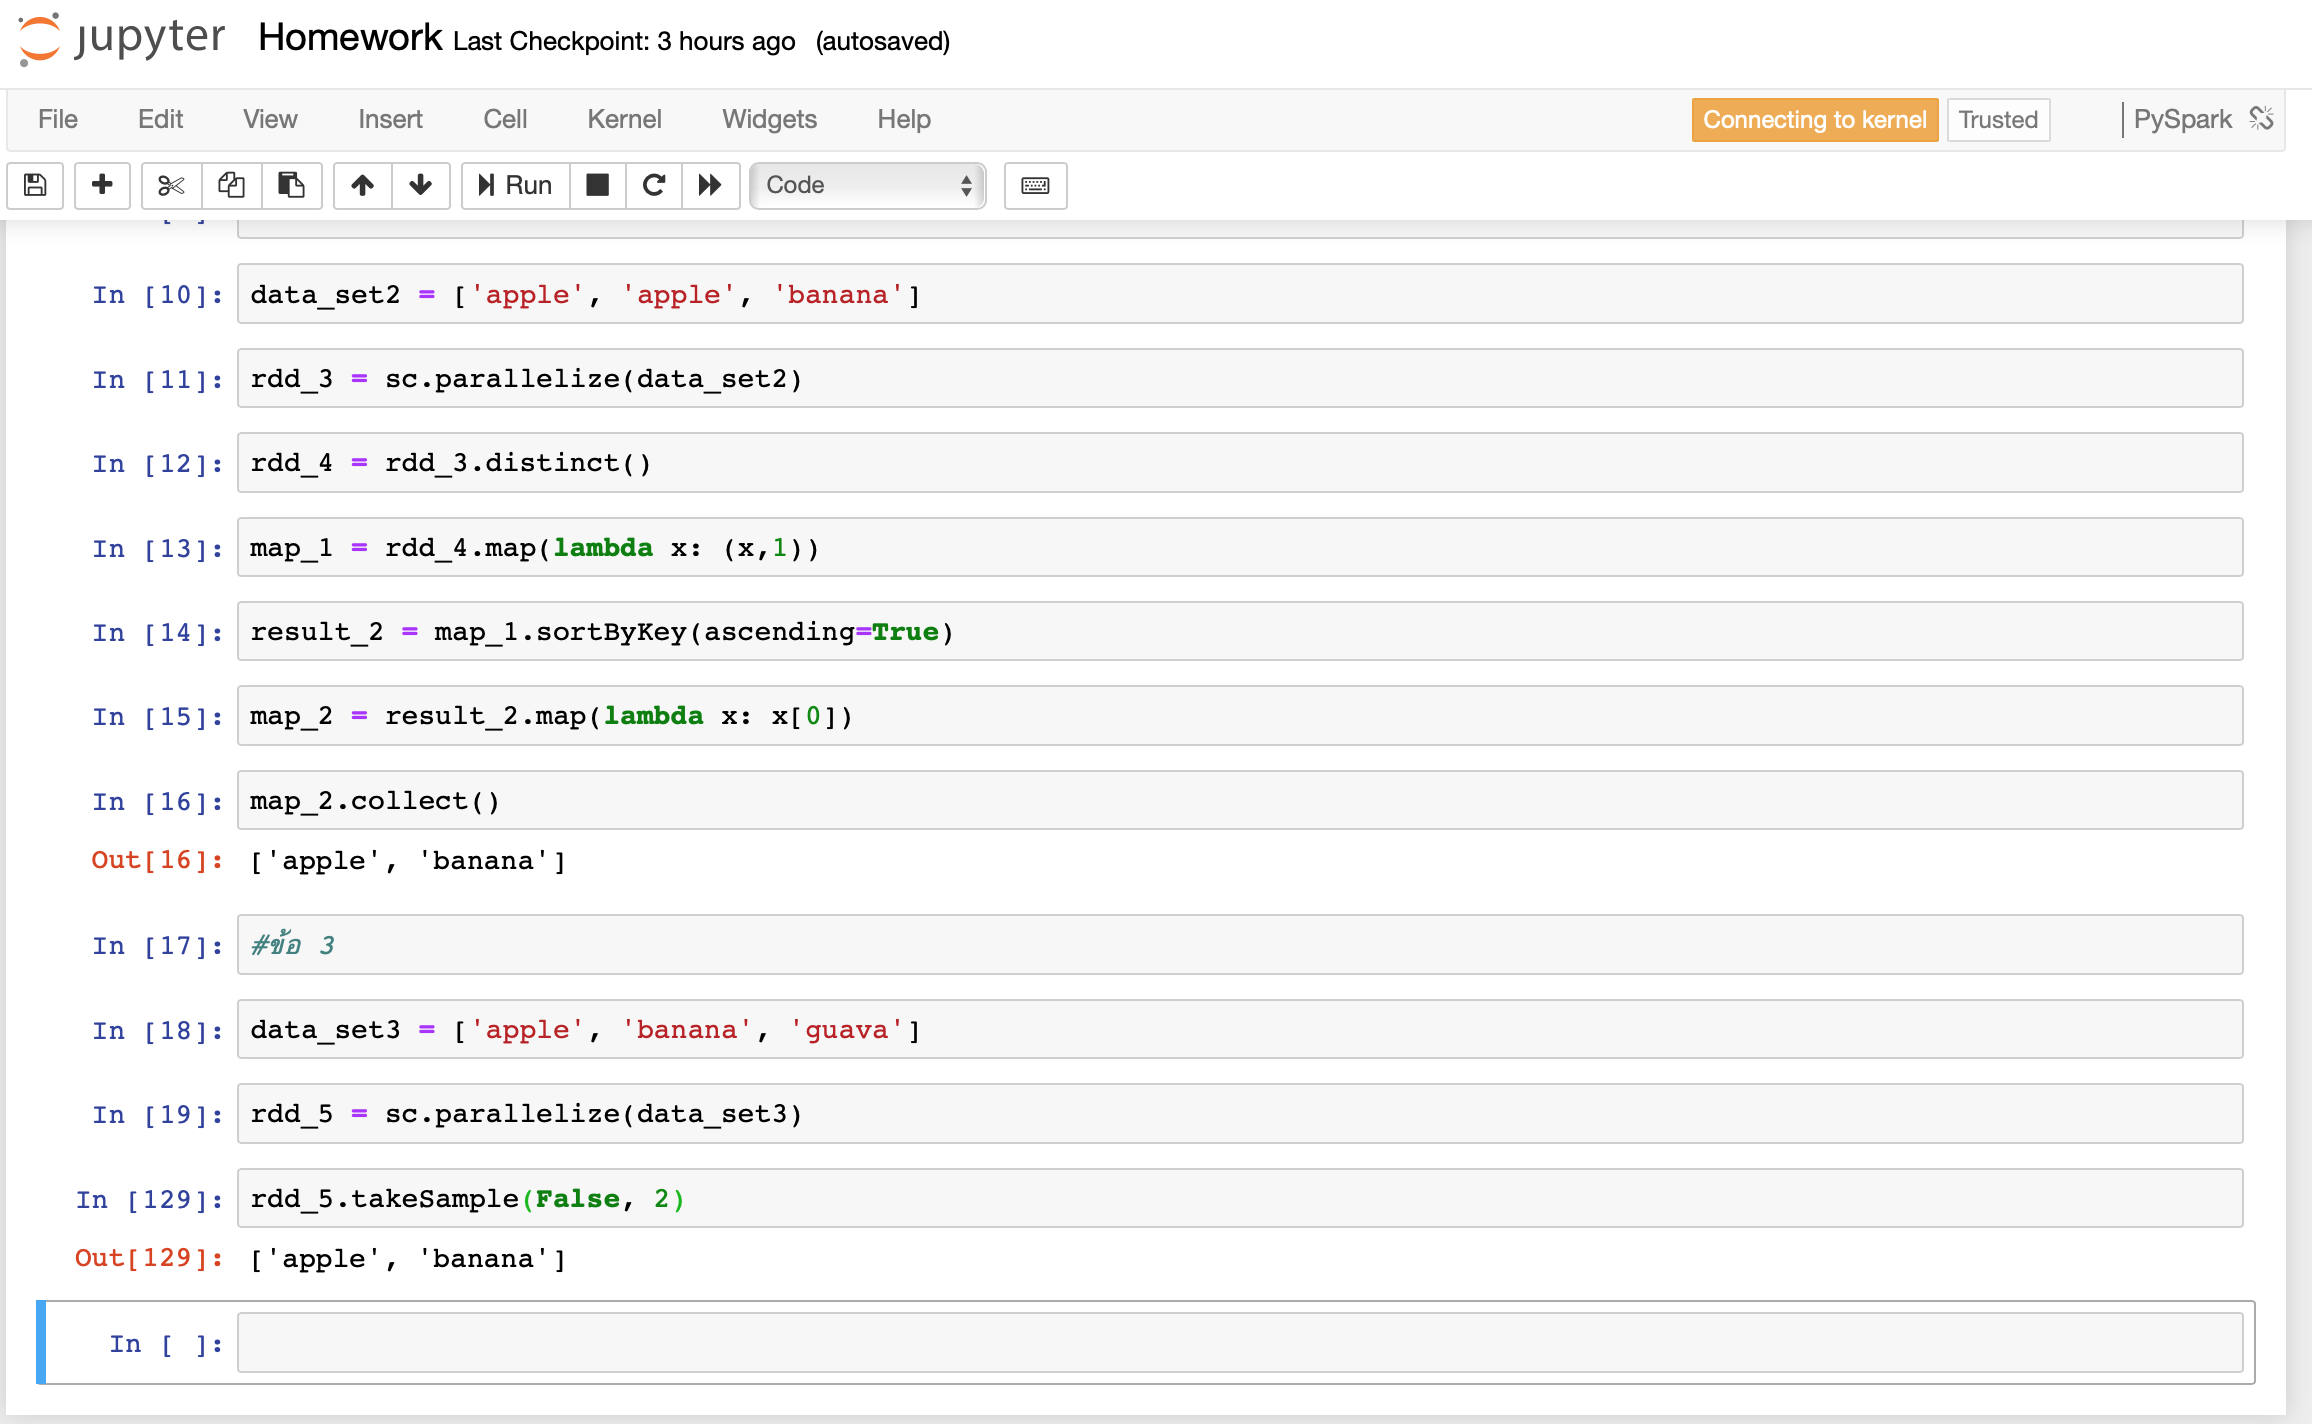 jupyter Homework Last Checkpoint: 3 hours ago (autosaved)
File Edit View Insert Cell Kernel Widgets Help Connecting to kernel Trusted PySpark
Run Code
In [10]: data_set2 = ['apple', 'apple', 'banana']
In [11]: rdd_3 = sc.parallelize(data_set2)
In [12]: rdd_4 = rdd_3.distinct()
In [13]: map_1 = rdd_4.map(lambda x: (x,1))
In [14]: result_2 = map_1.sortByKey(ascending=True)
In [15]: map_2 = result_2.map(lambda x: x[0])
In [16]: map_2.collect()
Out[16]: ['apple', 'banana']
In [17]: #ข้อ 3
In [18]: data_set3 = ['apple', 'banana', 'guava']
In [19]: rdd_5 = sc.parallelize(data_set3)
In [129]: rdd_5.takeSample(False, 2)
Out[129]: ['apple', 'banana']
In [ ]: